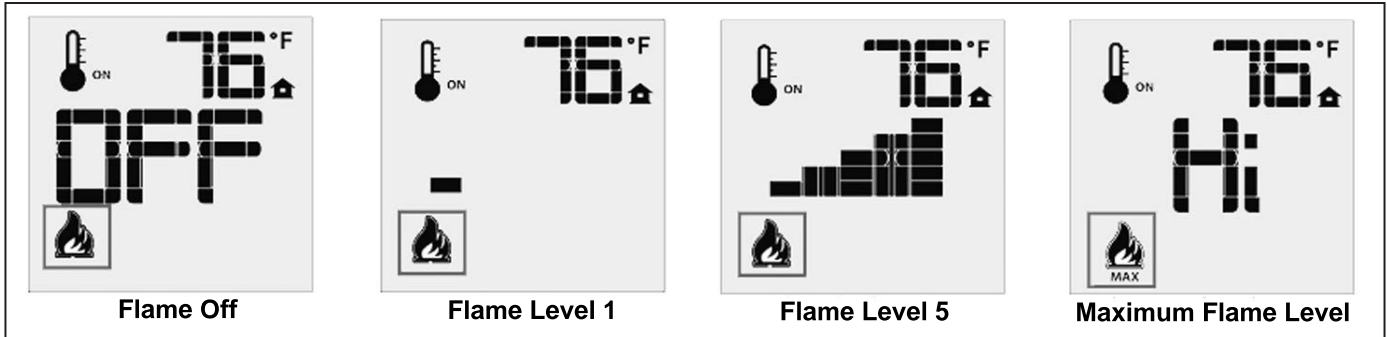 76 °F
ON
OFF
Flame Off
76 °F
ON
Flame Level 1
76 °F
ON
Flame Level 5
76 °F
ON
Hi
MAX
Maximum Flame Level